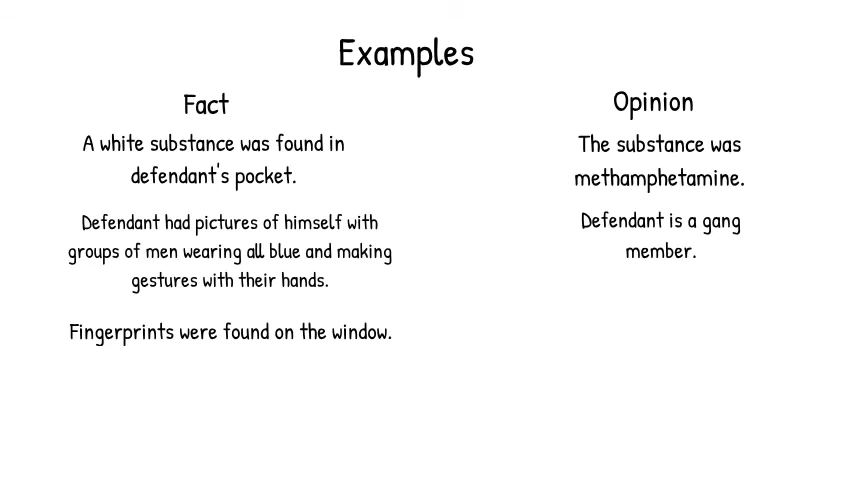 Examples
Fact
A white substance was found in
defendant's pocket.
Defendant had pictures of himself with
groups of men wearing all blue and making
gestures with their hands.
Fingerprints were found on the window.
Opinion
The substance was
methamphetamine.
Defendant is a gang
member.